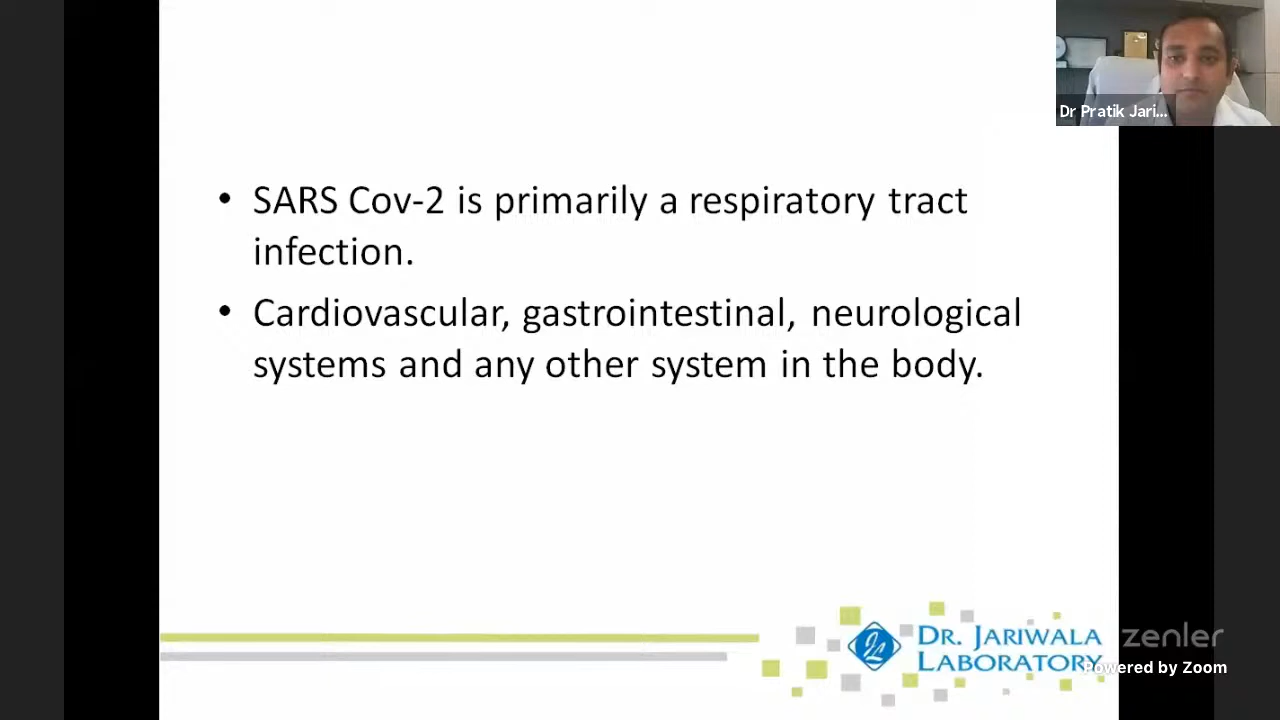 Dr Pratik Jari...
• SARS Cov-2 is primarily a respiratory tract
infection.
• Cardiovascular, gastrointestinal, neurological
systems and any other system in the body.
DR. JARIWALA
LABORATORY
zenler
Powered by Zoom